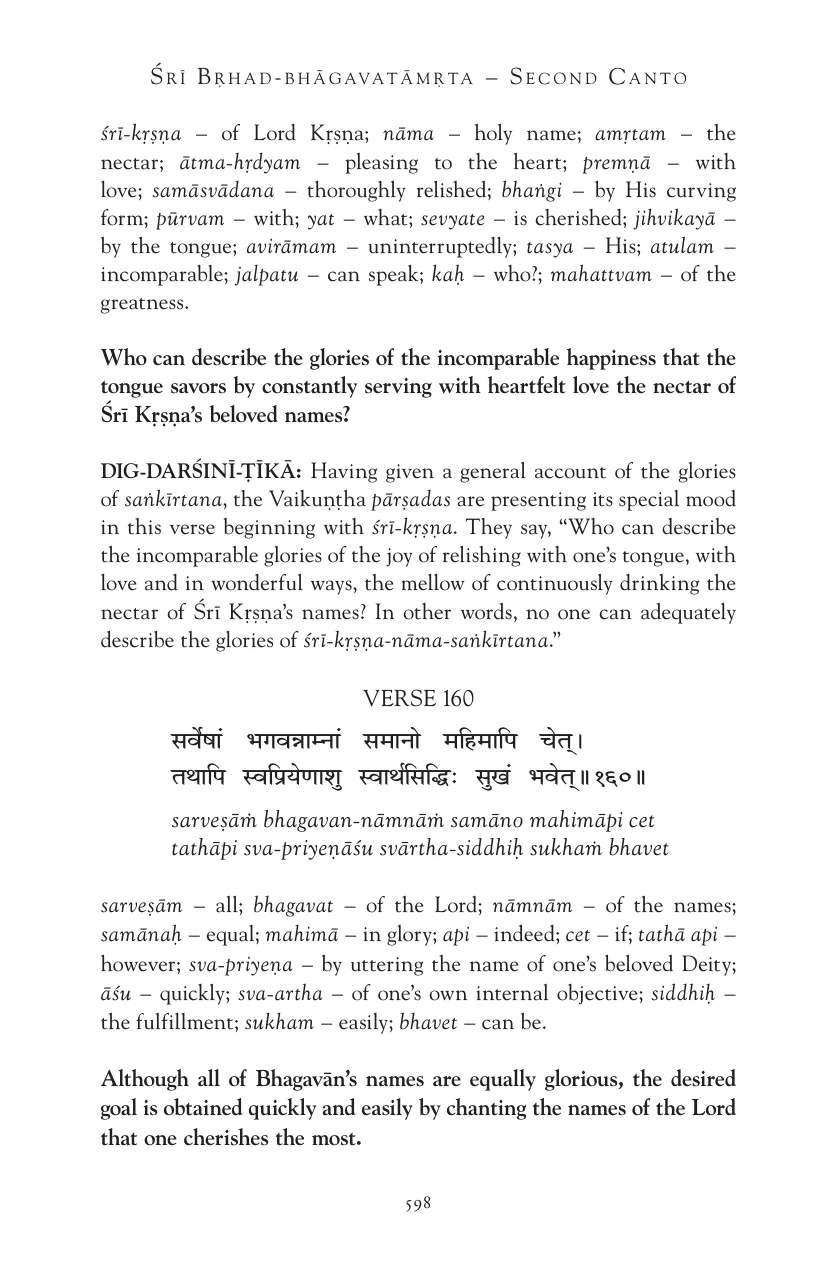 ŚRĪ BṚHAD-BHĀGAVATĀMṚTA – SECOND CANTO
śrī-kṛṣṇa – of Lord Kṛṣṇa; nāma – holy name; amṛtam – the
nectar; ātma-hṛdyam – pleasing to the heart; premṇā – with
love; samāsvādana – thoroughly relished; bhaṅgi – by His curving
form; pūrvam – with; yat – what; sevyate – is cherished; jihvikayā –
by the tongue; avirāmam – uninterruptedly; tasya – His; atulam –
incomparable; jalpatu – can speak; kaḥ – who?; mahattvam – of the
greatness.
Who can describe the glories of the incomparable happiness that the
tongue savors by constantly serving with heartfelt love the nectar of
Śrī Kṛṣṇa’s beloved names?
DIG-DARŚINĪ-ṬĪKĀ: Having given a general account of the glories
of saṅkīrtana, the Vaikuṇṭha pārṣadas are presenting its special mood
in this verse beginning with śrī-kṛṣṇa. They say, “Who can describe
the incomparable glories of the joy of relishing with one’s tongue, with
love and in wonderful ways, the mellow of continuously drinking the
nectar of Śrī Kṛṣṇa’s names? In other words, no one can adequately
describe the glories of śrī-kṛṣṇa-nāma-saṅkīrtana.”
VERSE 160
सर्वेषां भगवन्नाम्नां समानो महिमापि चेत्।
तथापि स्वप्रियेणाशु स्वार्थसिद्धिः सुखं भवेत्॥१६०॥
sarveṣāṁ bhagavan-nāmnāṁ samāno mahimāpi cet
tathāpi sva-priyeṇāśu svārtha-siddhiḥ sukhaṁ bhavet
sarveṣām – all; bhagavat – of the Lord; nāmnām – of the names;
samānaḥ – equal; mahimā – in glory; api – indeed; cet – if; tathā api –
however; sva-priyeṇa – by uttering the name of one’s beloved Deity;
āśu – quickly; sva-artha – of one’s own internal objective; siddhiḥ –
the fulfillment; sukham – easily; bhavet – can be.
Although all of Bhagavān’s names are equally glorious, the desired
goal is obtained quickly and easily by chanting the names of the Lord
that one cherishes the most.
598